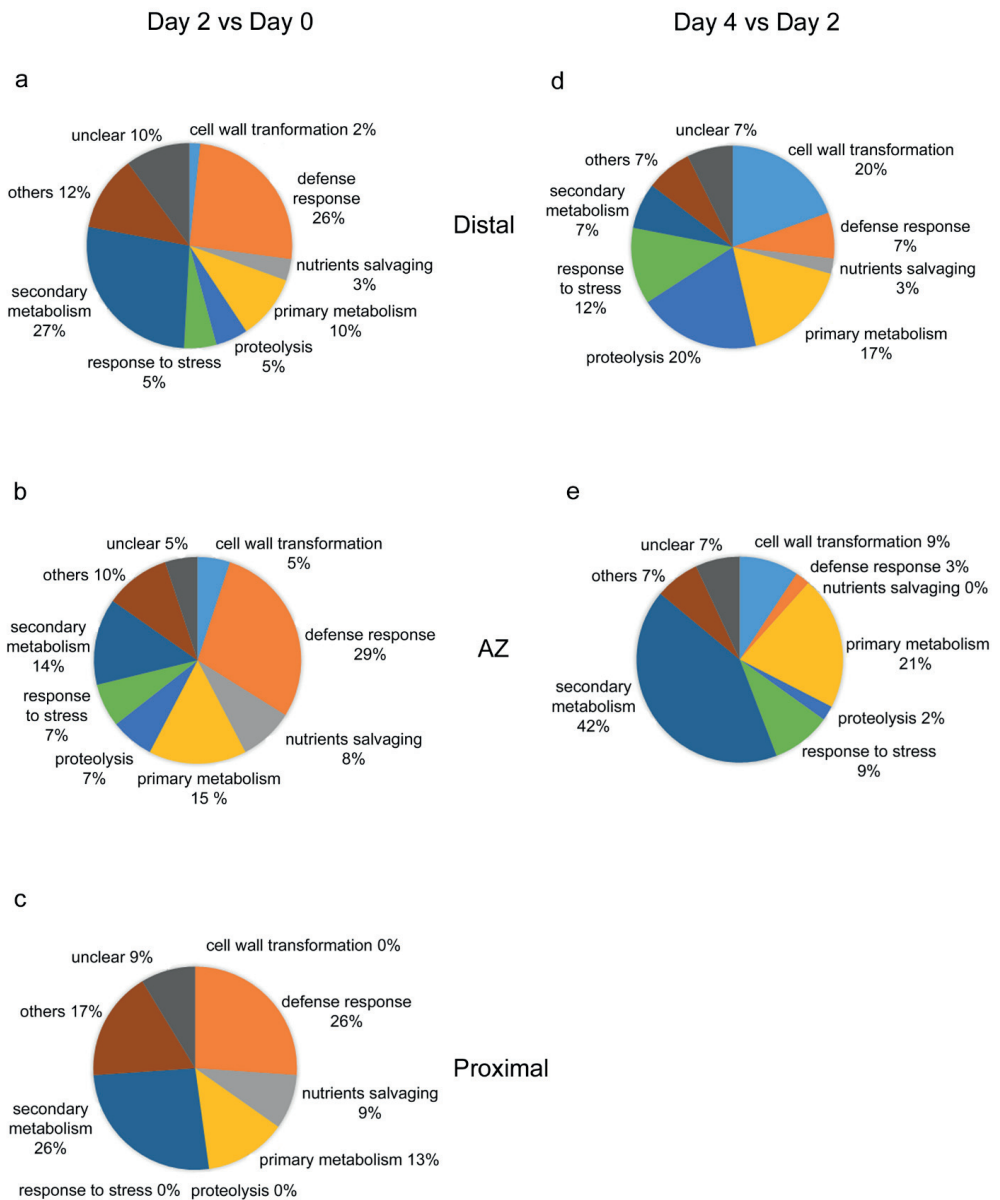 Day 2 vs Day 0
Day 4 vs Day 2
a
unclear 10%
cell wall tranformation 2%
others 12%
defense
response
26%
nutrients salvaging
3%
secondary
metabolism
27%
primary metabolism
10%
proteolysis
5%
response to stress
5%
Distal
d
unclear 7%
cell wall transformation
20%
others 7%
secondary
metabolism
7%
defense response
7%
nutrients salvaging
3%
response
to stress
12%
primary metabolism
17%
proteolysis 20%
b
unclear 5%
cell wall transformation
5%
others 10%
defense response
29%
secondary
metabolism
14%
response
to stress
7%
nutrients salvaging
8%
proteolysis
7%
primary metabolism
15 %
AZ
e
unclear 7%
cell wall transformation 9%
defense response 3%
nutrients salvaging 0%
others 7%
primary metabolism
21%
secondary
metabolism
42%
proteolysis 2%
response to stress
9%
c
unclear 9%
cell wall transformation 0%
others 17%
defense response
26%
nutrients salvaging
9%
secondary
metabolism
26%
primary metabolism 13%
response to stress 0%
proteolysis 0%
Proximal